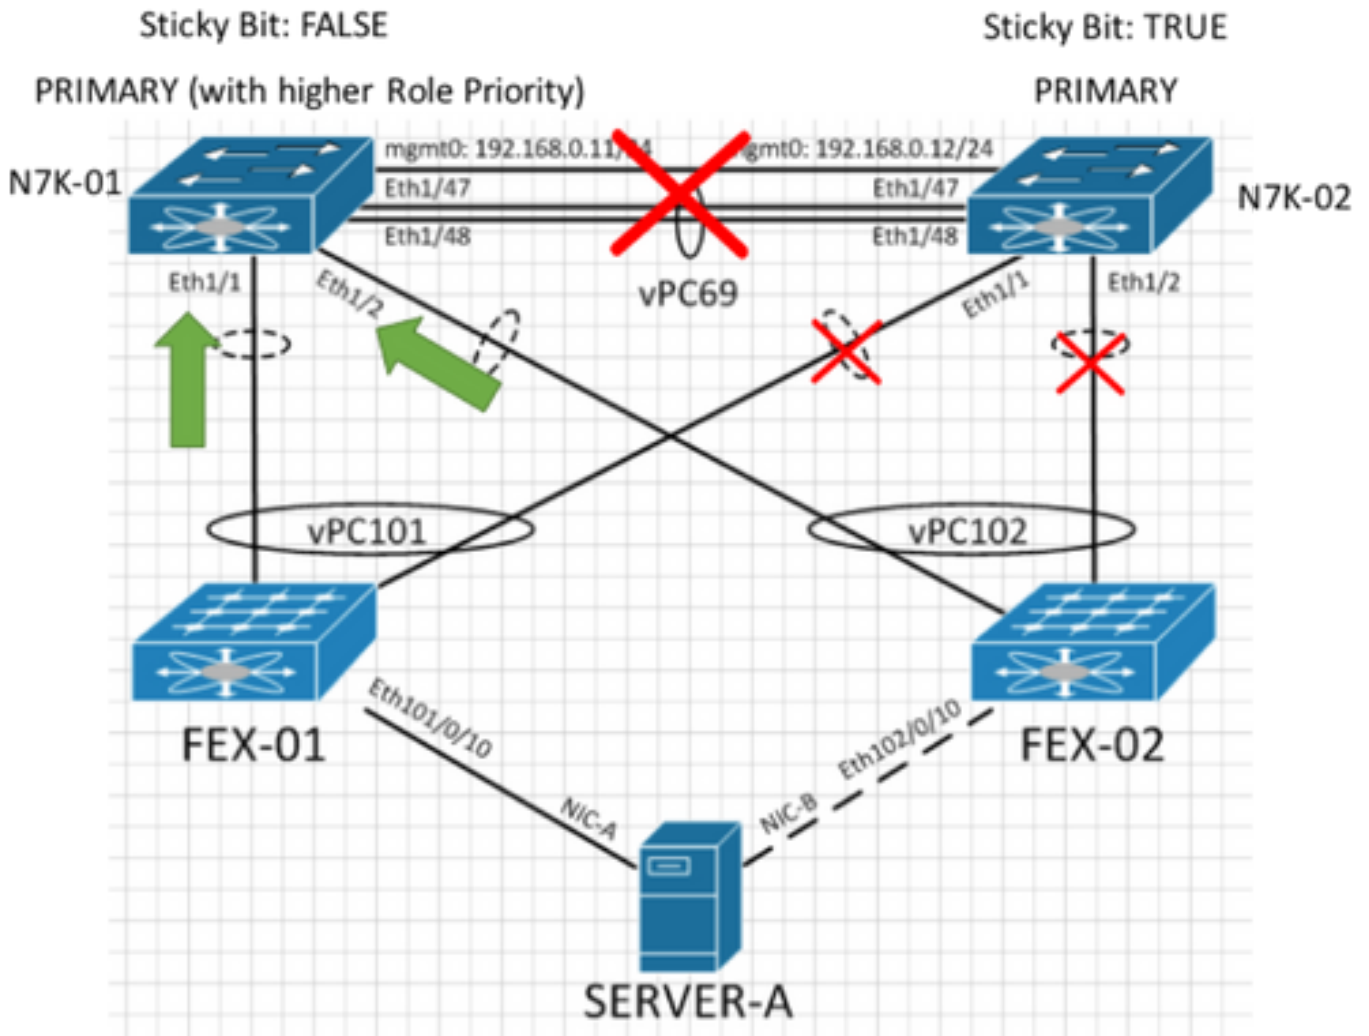 Sticky Bit: FALSE
Sticky Bit: TRUE
PRIMARY (with higher Role Priority)
PRIMARY
mgmt0: 192.168.0.11/24
mgmt0: 192.168.0.12/24
N7K-01
Eth1/47
Eth1/47
N7K-02
Eth1/48
Eth1/48
vPC69
Eth1/1
Eth1/2
Eth1/1
Eth1/2
vPC101
vPC102
FEX-01
FEX-02
Eth101/0/10
Eth102/0/10
NIC-A
NIC-B
SERVER-A